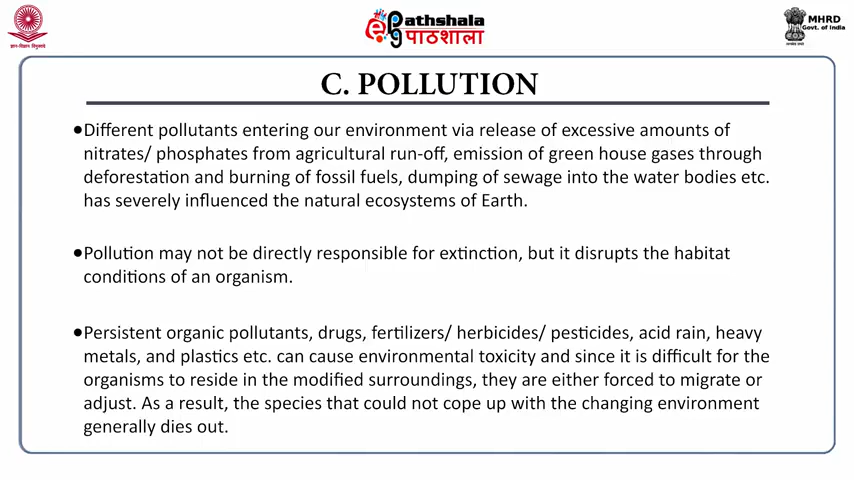 ज्ञान-विज्ञान विमुक्तये
e Pathshala
पाठशाला
MHRD
Govt. of India
सत्यमेव जयते
C. POLLUTION
•Different pollutants entering our environment via release of excessive amounts of
nitrates/ phosphates from agricultural run-off, emission of green house gases through
deforestation and burning of fossil fuels, dumping of sewage into the water bodies etc.
has severely influenced the natural ecosystems of Earth.
•Pollution may not be directly responsible for extinction, but it disrupts the habitat
conditions of an organism.
•Persistent organic pollutants, drugs, fertilizers/ herbicides/ pesticides, acid rain, heavy
metals, and plastics etc. can cause environmental toxicity and since it is difficult for the
organisms to reside in the modified surroundings, they are either forced to migrate or
adjust. As a result, the species that could not cope up with the changing environment
generally dies out.